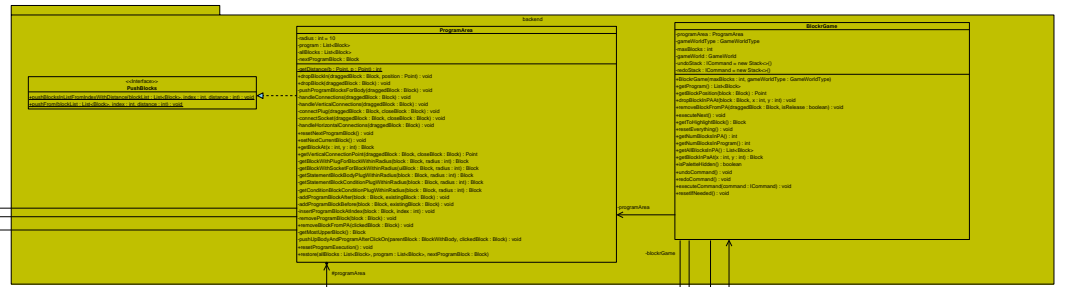 backend
<<Interface>>
PushBlocks
+pushBlocksInListFromIndexWithDistance(blockList : List<Block>, index : int, distance : int) : void
+pushFrom(blockList : List<Block>, index : int, distance : int) : void
ProgramArea
-radius : int = 10
-program : List<Block>
-allBlocks : List<Block>
-nextProgramBlock : Block
-getDistance(b : Point, p : Point) : int
+dropBlockIn(draggedBlock : Block, position : Point) : void
+dropBlock(draggedBlock : Block) : void
-pushProgramBlocksForBody(draggedBlock : Block) : void
-handleConnections(draggedBlock : Block) : void
-handleVerticalConnections(draggedBlock : Block) : void
-connectPlug(draggedBlock : Block, closeBlock : Block) : void
-connectSocket(draggedBlock : Block, closeBlock : Block) : void
-handleHorizontalConnections(draggedBlock : Block) : void
+resetNextProgramBlock() : void
+setNextCurrentBlock() : void
+getBlockAt(x : int, y : int) : Block
+getVerticalConnectionPoint(draggedBlock : Block, closeBlock : Block) : Point
-getBlockWithPlugForBlockWithinRadius(block : Block, radius : int) : Block
-getBlockWithSocketForBlockWithinRadius(uiBlock : Block, radius : int) : Block
-getStatementBlockBodyPlugWithinRadius(block : Block, radius : int) : Block
-getStatementBlockConditionPlugWithinRadius(block : Block, radius : int) : Block
-getConditionBlockConditionPlugWithinRadius(block : Block, radius : int) : Block
-addProgramBlockAfter(block : Block, existingBlock : Block) : void
-addProgramBlockBefore(block : Block, existingBlock : Block) : void
-insertProgramBlockAtIndex(block : Block, index : int) : void
-removeProgramBlock(block : Block) : void
+removeBlockFromPA(clickedBlock : Block) : void
-getMostUpperBlock() : Block
-pushUpBodyAndProgramAfterClickOn(parentBlock : BlockWithBody, clickedBlock : Block) : void
+resetProgramExecution() : void
+restore(allBlocks : List<Block>, program : List<Block>, nextProgramBlock : Block)
#programArea
-programArea
BlockrGame
-programArea : ProgramArea
-gameWorldType : GameWorldType
-maxBlocks : int
-gameWorld : GameWorld
-undoStack : ICommand = new Stack<>()
-redoStack : ICommand = new Stack<>()
+BlockrGame(maxBlocks : int, gameWorldType : GameWorldType)
+getProgram() : List<Block>
+getBlockPosition(block : Block) : Point
+dropBlockInPAAt(block : Block, x : int, y : int) : void
+removeBlockFromPA(draggedBlock : Block, isRelease : boolean) : void
+executeNext() : void
+getToHighlightBlock() : Block
+resetEverything() : void
+getNumBlocksInPA() : int
+getNumBlocksInProgram() : int
+getAllBlocksInPA() : List<Block>
+getBlockInPaAt(x : int, y : int) : Block
+isPaletteHidden() : boolean
+undoCommand() : void
+redoCommand() : void
+executeCommand(command : ICommand) : void
+resetIfNeeded() : void
-blockrGame